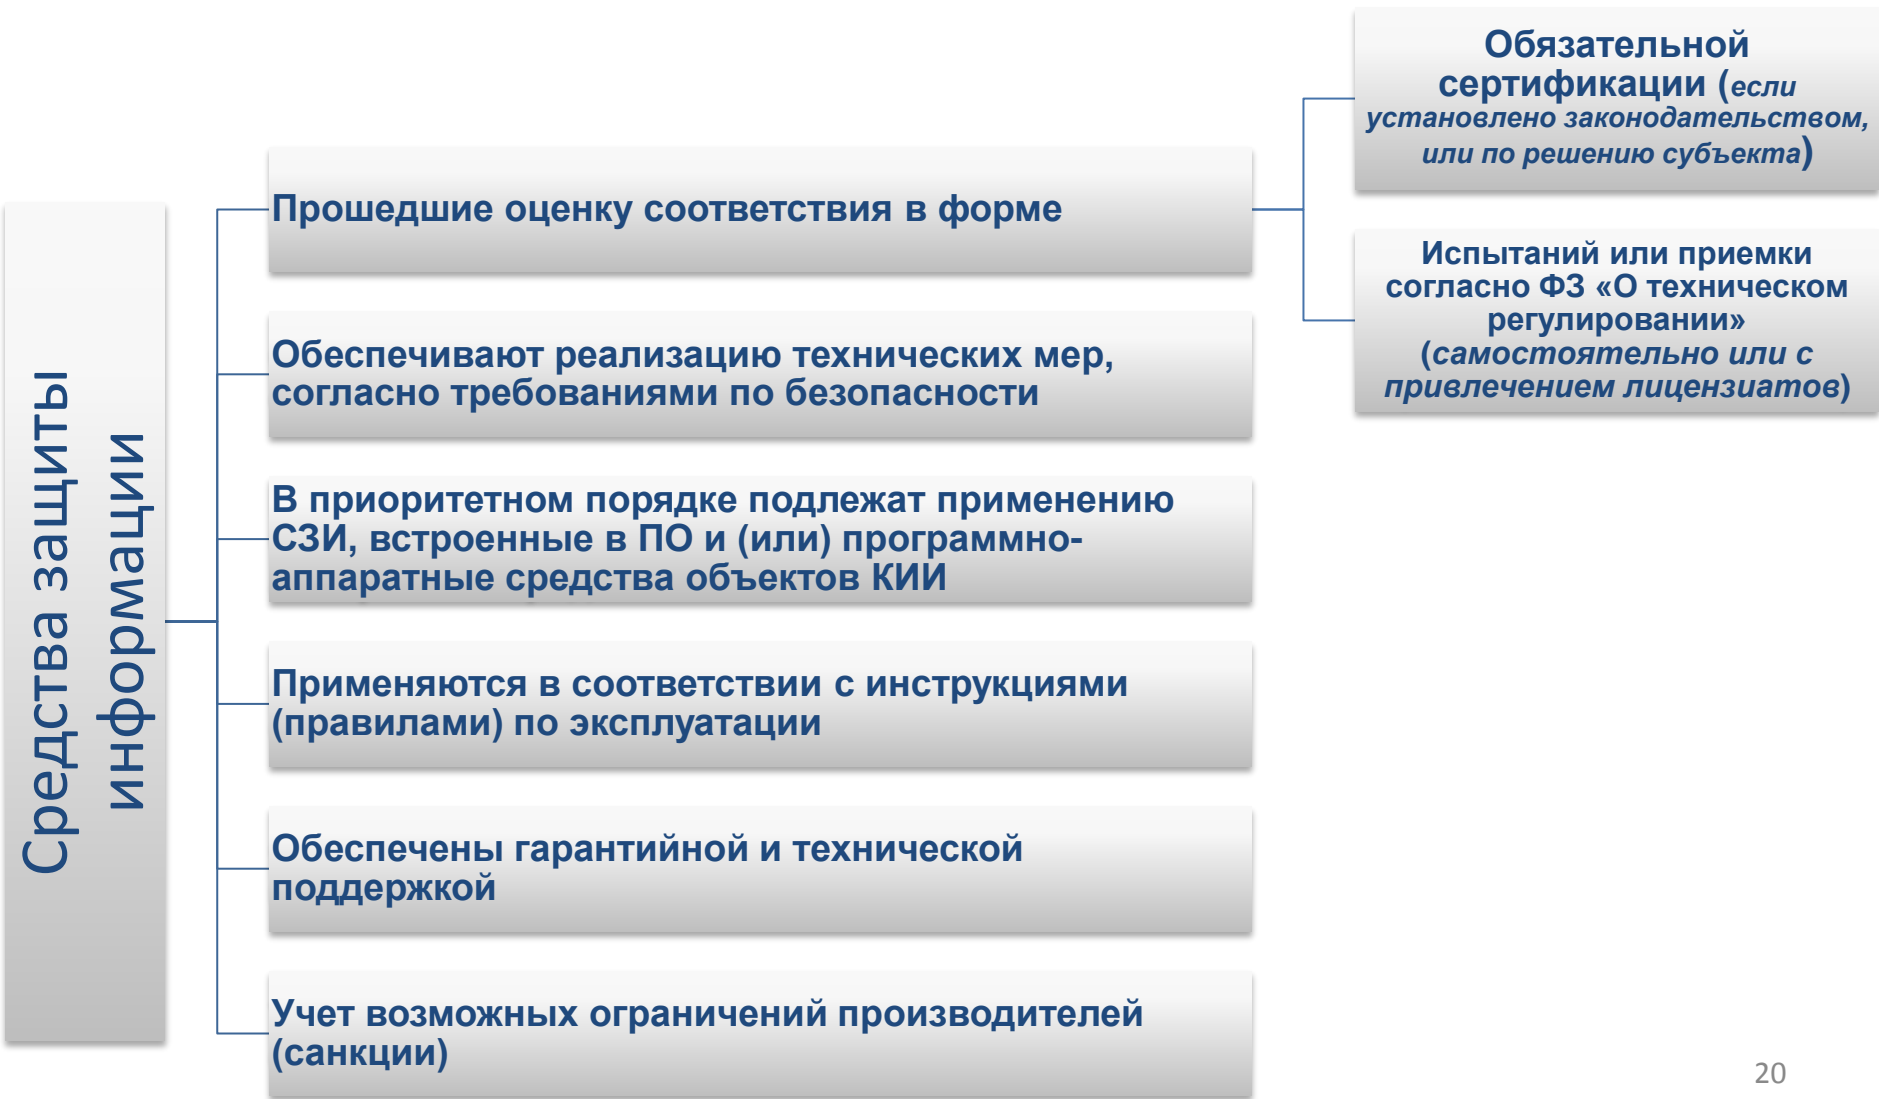 Средства защиты
информации
Прошедшие оценку соответствия в форме
Обязательной
сертификации (если
установлено законодательством,
или по решению субъекта)
Испытаний или приемки
согласно ФЗ «О техническом
регулировании»
(самостоятельно или с
привлечением лицензиатов)
Обеспечивают реализацию технических мер,
согласно требованиями по безопасности
В приоритетном порядке подлежат применению
СЗИ, встроенные в ПО и (или) программно-
аппаратные средства объектов КИИ
Применяются в соответствии с инструкциями
(правилами) по эксплуатации
Обеспечены гарантийной и технической
поддержкой
Учет возможных ограничений производителей
(санкции)
20